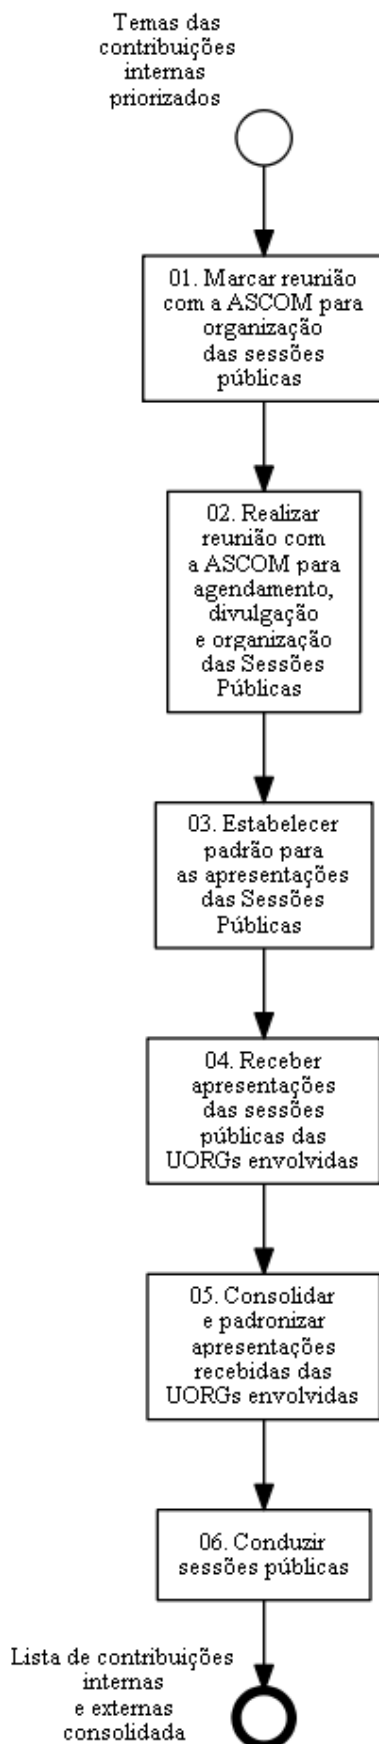 Temas das
contribuições
internas
priorizados
01. Marcar reunião
com a ASCOM para
organização
das sessões
públicas
02. Realizar
reunião com
a ASCOM para
agendamento,
divulgação
e organização
das Sessões
Públicas
03. Estabelecer
padrão para
as apresentações
das Sessões
Públicas
04. Receber
apresentações
das sessões
públicas das
UORGs envolvidas
05. Consolidar
e padronizar
apresentações
recebidas das
UORGs envolvidas
06. Conduzir
sessões públicas
Lista de contribuições
internas
e externas
consolidada